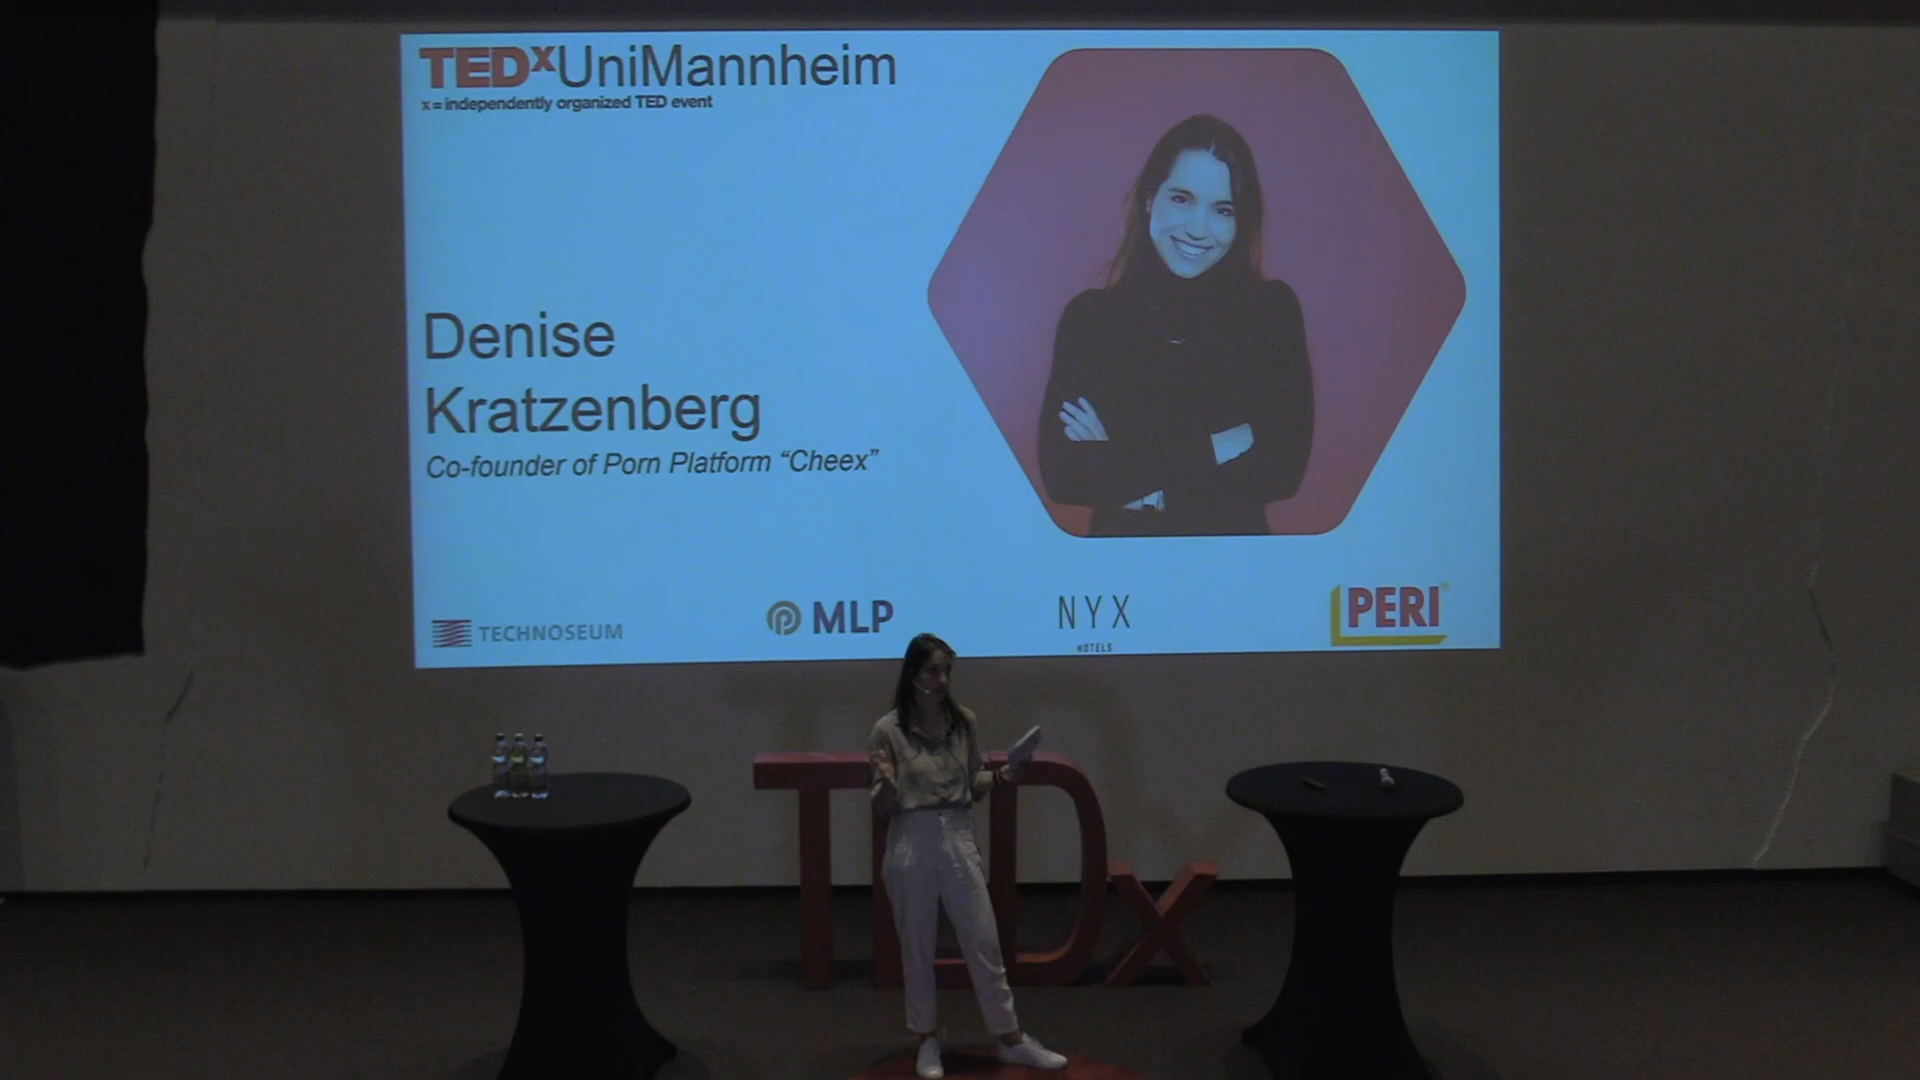 TEDxUniMannheim
x = independently organized TED event
Denise
Kratzenberg
Co-founder of Porn Platform “Cheex”
TECHNOSEUM
MLP
NYX
HOTELS
PERI
TEDx